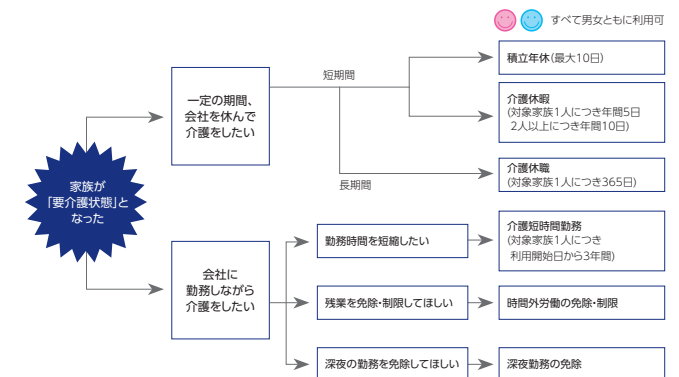 すべて男女ともに利用可
積立年休(最大10日)
短期間
一定の期間、
会社を休んで
介護をしたい
介護休暇
(対象家族1人につき年間5日
2人以上につき年間10日)
介護休職
(対象家族1人につき365日)
長期間
家族が
「要介護状態」と
なった
会社に
勤務しながら
介護をしたい
勤務時間を短縮したい
介護短時間勤務
(対象家族1人につき
利用開始日から3年間)
残業を免除・制限してほしい
時間外労働の免除・制限
深夜の勤務を免除してほしい
深夜勤務の免除